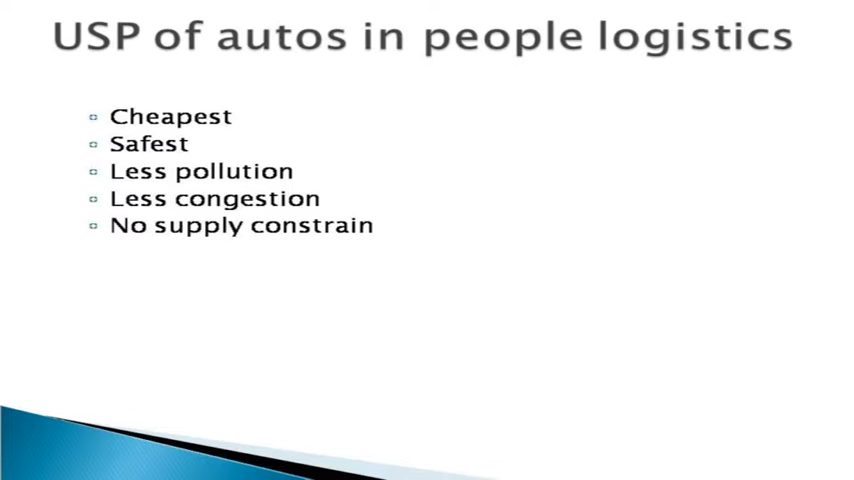 USP of autos in people logistics
Cheapest
Safest
Less pollution
Less congestion
No supply constrain